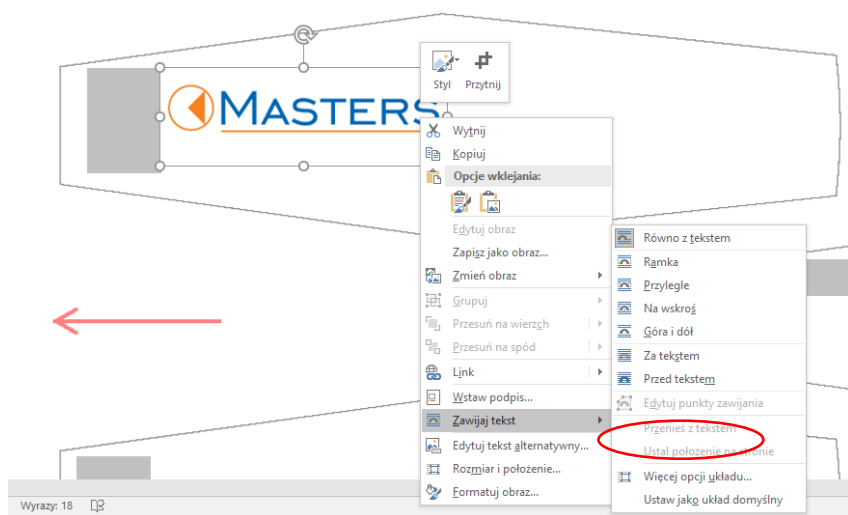 Styl
Przytnij
MASTERS
Wytnij
Kopiuj
Opcje wklejania:
Edytuj obraz
Zapisz jako obraz...
Zmień obraz
Grupuj
Przesuń na wierzch
Przesuń na spód
Link
Wstaw podpis...
Zawijaj tekst
Edytuj tekst alternatywny...
Rozmiar i położenie...
Formatuj obraz...
Równo z tekstem
Ramka
Przylegle
Na wskroś
Góra i dół
Za tekstem
Przed tekstem
Edytuj punkty zawijania
Przenieś z tekstem
Ustal położenie na stronie
Więcej opcji układu...
Ustaw jako układ domyślny
Wyrazy: 18